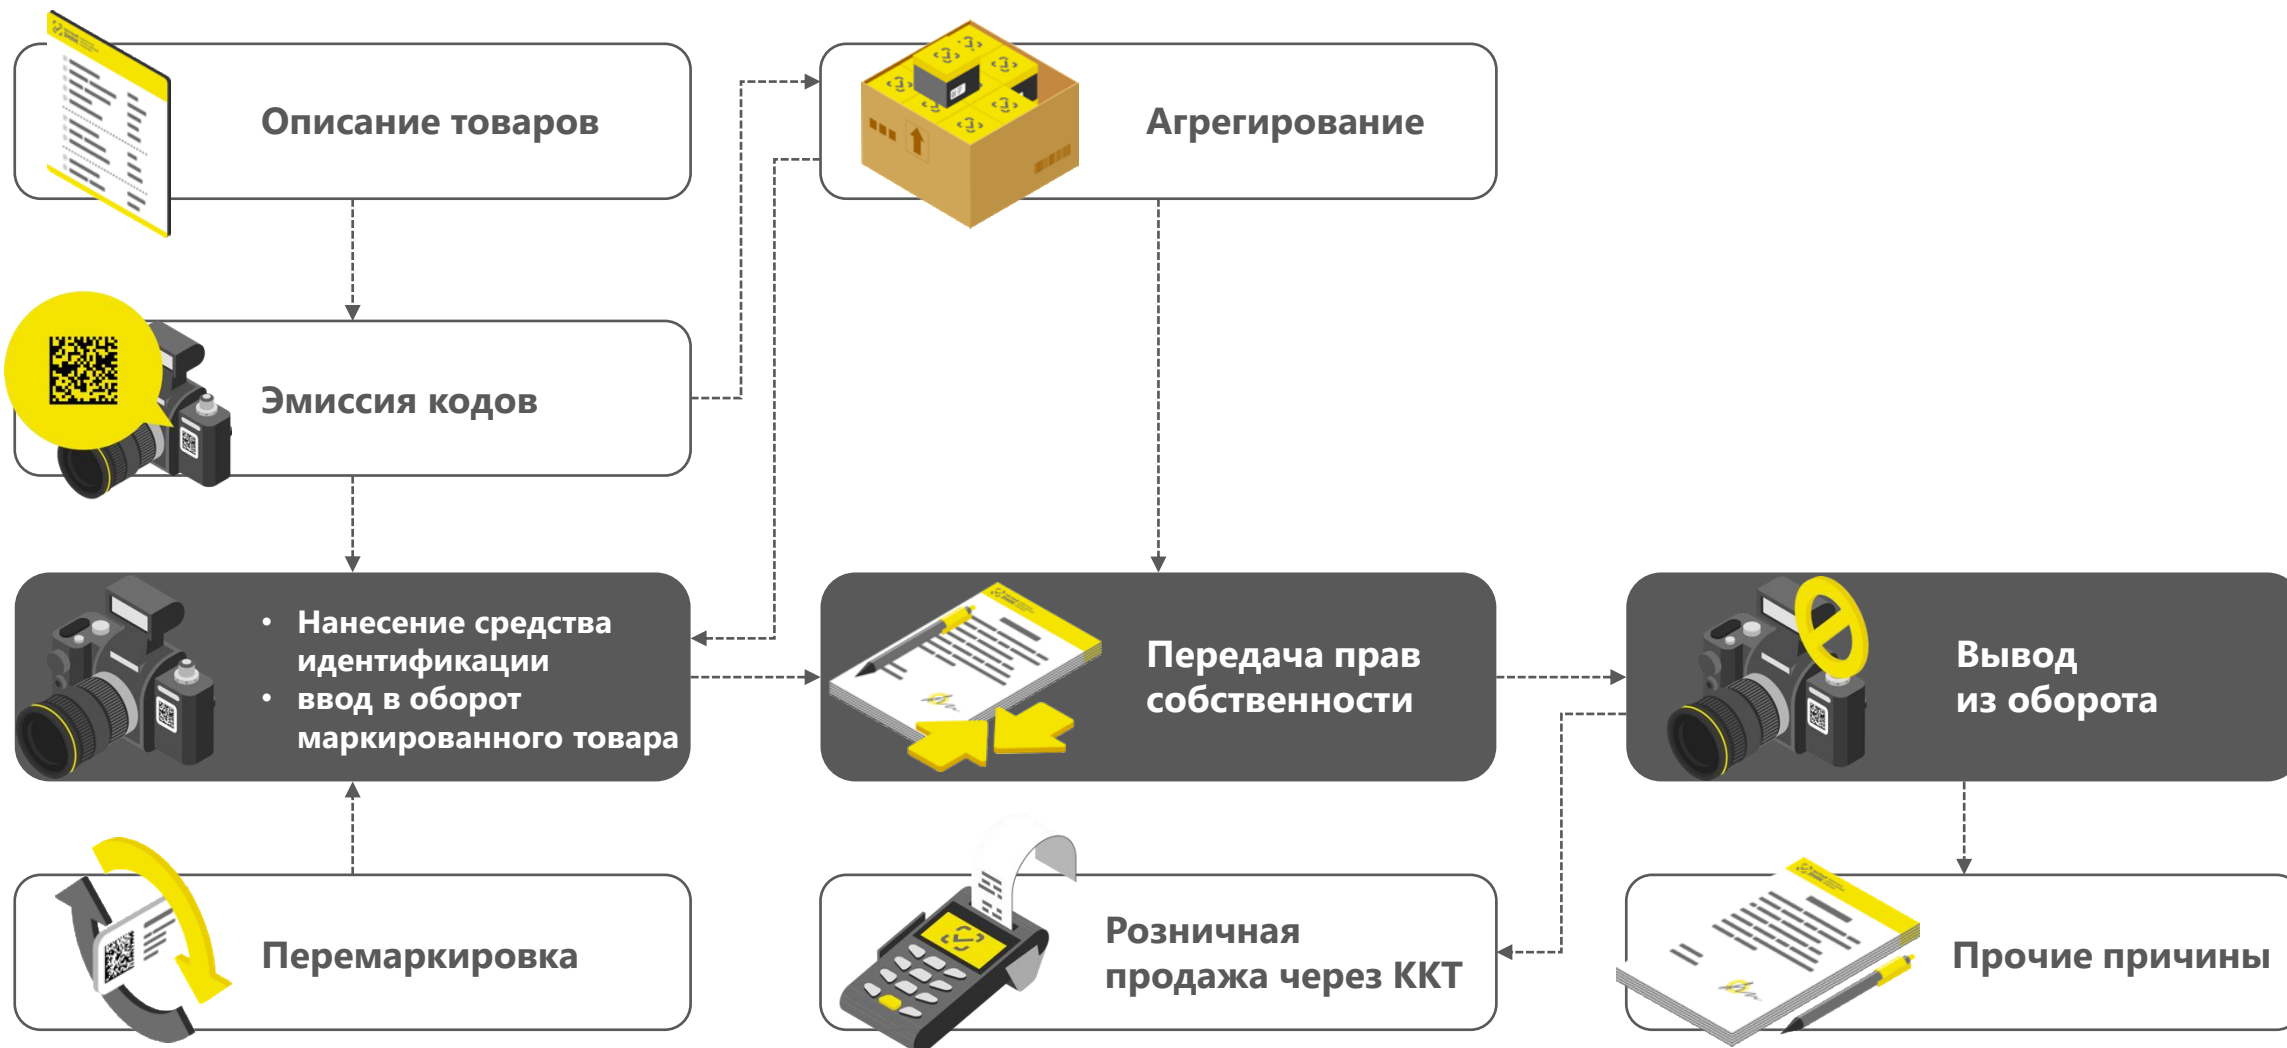 Описание товаров
Агрегирование
Эмиссия кодов
• Нанесение средства
идентификации
• ввод в оборот
маркированного товара
Передача прав
собственности
Вывод
из оборота
Перемаркировка
Розничная
продажа через ККТ
Прочие причины